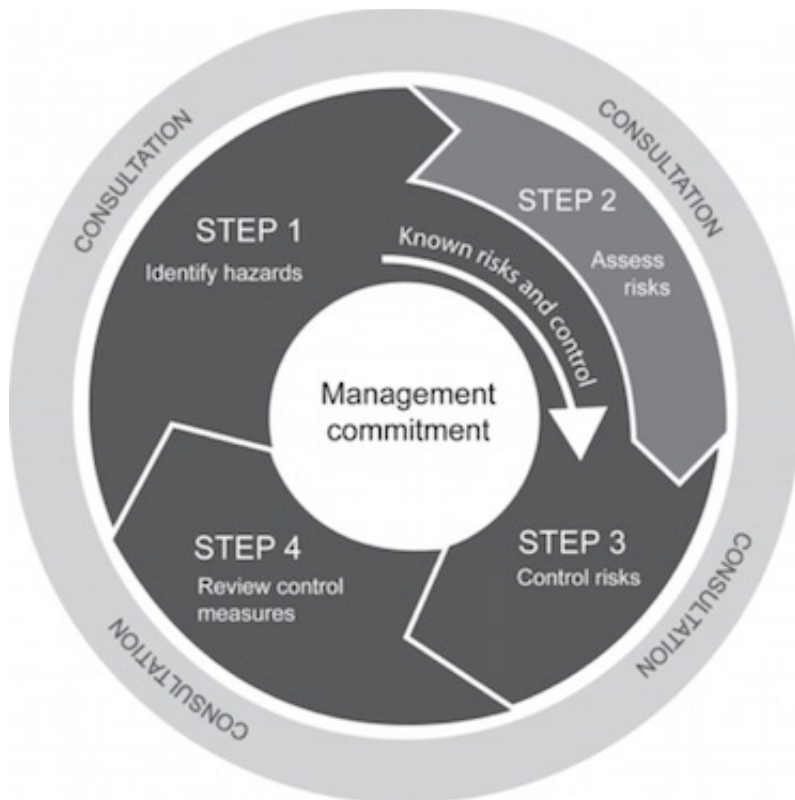 CONSULTATION
CONSULTATION
STEP 1
Identify hazards
STEP 2
Assess
risks
Known risks and control
Management
commitment
STEP 3
Control risks
STEP 4
Review control
measures
CONSULTATION
CONSULTATION